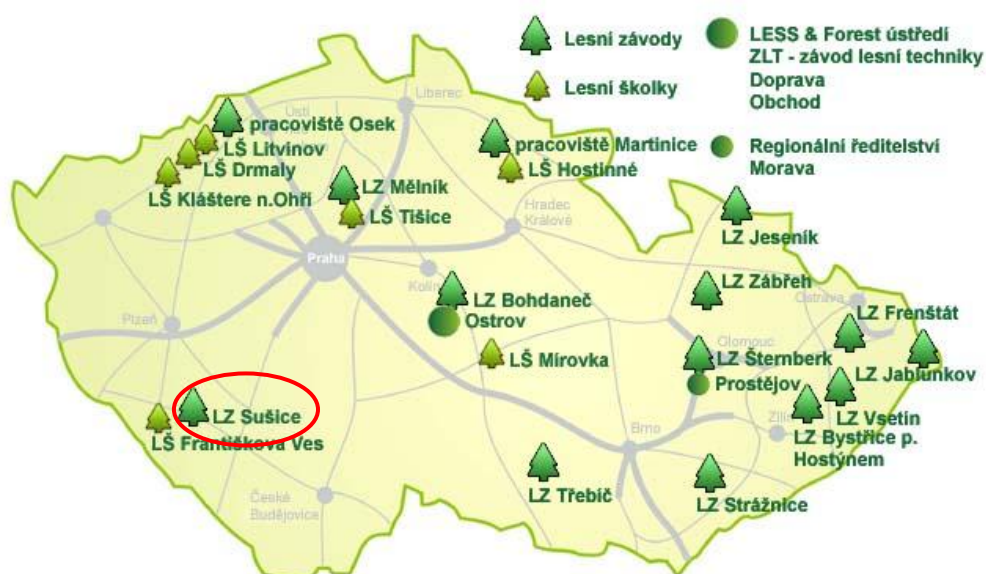 Lesní závody
LESS & Forest ústředí
ZLT - závod lesní techniky
Doprava
Obchod
Lesní školky
Regionální ředitelství
Morava
Liberec
Ústí
pracoviště Osek
LŠ Litvínov
LŠ Drmaly
LŠ Kláštere n.Ohří
pracoviště Martinice
LŠ Hostinné
LZ Mělník
LŠ Tišice
Hradec
Králové
LZ Jeseník
Praha
Kolín
LZ Bohdaneč
Ostrov
LZ Zábřeh
Ostrava
LZ Frenštát
Plzeň
LŠ Mírovka
Olomouc
LZ Šternberk
Prostějov
LZ Jablunkov
LZ Vsetin
LZ Sušice
LŠ Františkova Ves
Zlín
LZ Bystřice p.
Hostýnem
Brno
LZ Třebíč
LZ Strážnice
České
Budějovice